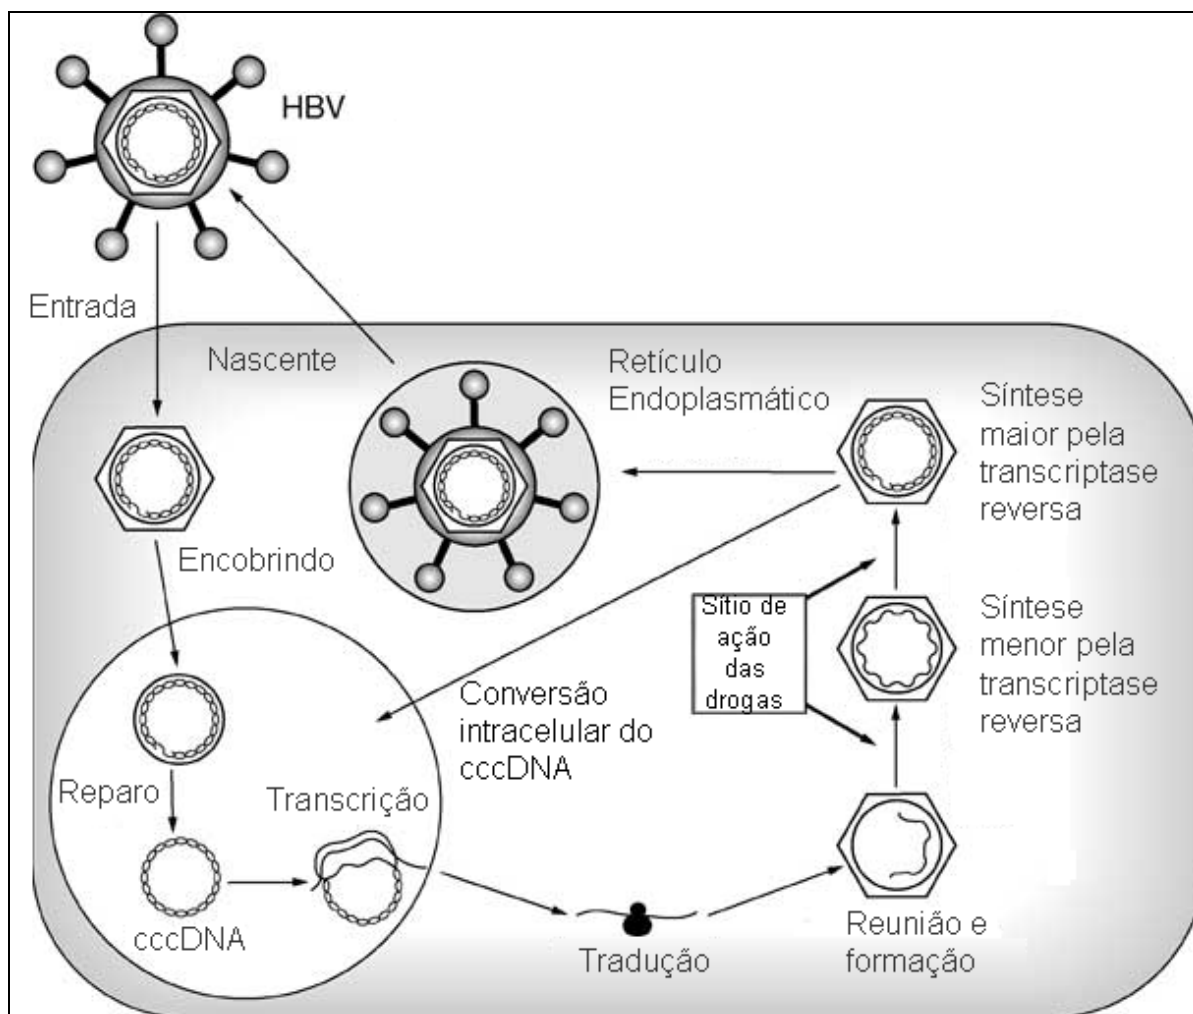 HBV
Entrada
Nascente
Retículo
Endoplasmático
Síntese
maior pela
transcriptase
reversa
Encobrindo
Sítio de
ação
das
drogas
Síntese
menor pela
transcriptase
reversa
Conversão
intracelular do
cccDNA
Reparo
Transcrição
cccDNA
Tradução
Reunião e
formação